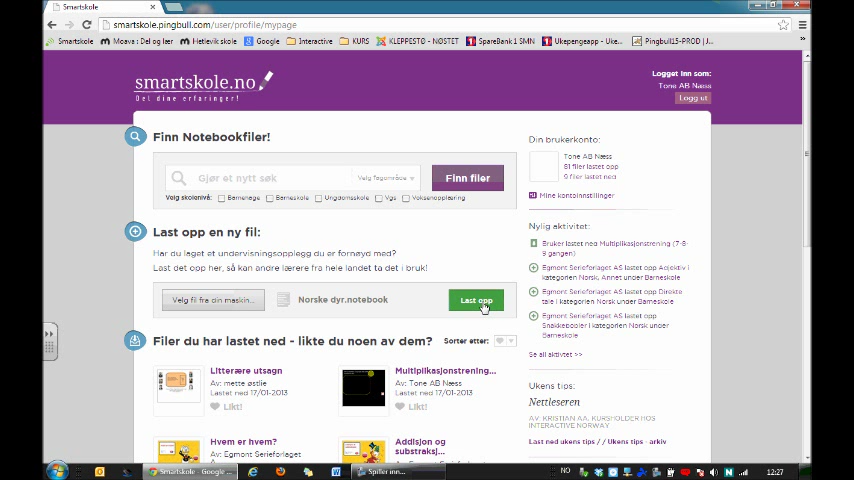 Smartskole
smartskole.pingbull.com/user/profile/mypage
Smartskole Moava : Del og lær Hetlevik skole Google Interactive KURS KLEPPESTØ - NØSTET SpareBank 1 SMN Ukepengeapp - Uke... Pingbull15-PROD | J...
smartskole.no
Del dine erfaringer!
Logget inn som:
Tone AB Næss
Logg ut
Finn Notebookfiler!
Gjør et nytt søk
Velg fagområde
Finn filer
Velg skolenivå: Barnehage Barneskole Ungdomsskole Vgs Voksenopplæring
Last opp en ny fil:
Har du laget et undervisningsopplegg du er fornøyd med?
Last det opp her, så kan andre lærere fra hele landet ta det i bruk!
Velg fil fra din maskin...
Norske dyr.notebook
Last opp
Filer du har lastet ned - likte du noen av dem?
Sorter etter:
Litterære utsagn
Av: mette østlie
Lastet ned 17/01-2013
Likt!
Multiplikasjonstrening...
Av: Tone AB Næss
Lastet ned 17/01-2013
Likt!
Hvem er hvem?
Av: Egmont Serieforlaget
Addisjon og
substraksj...
Av: Egmont Serieforlaget
Din brukerkonto:
Tone AB Næss
81 filer lastet opp
9 filer lastet ned
Mine kontoinnstillinger
Nylig aktivitet:
Bruker lastet ned Multiplikasjonstrening (7-8-
9 gangen)
Egmont Serieforlaget AS lastet opp Adjektiv i
kategorien Norsk, Annet under Barneskole
Egmont Serieforlaget AS lastet opp Direkte
tale i kategorien Norsk under Barneskole
Egmont Serieforlaget AS lastet opp
Snakkebobler i kategorien Norsk under
Barneskole
Se all aktivitet >>
Ukens tips:
Nettleseren
AV: KRISTIAN AA, KURSHOLDER HOS
INTERACTIVE NORWAY
Last ned ukens tips / / Ukens tips - arkiv
Smartskole - Google ...
Spiller inn...
NO
12:27